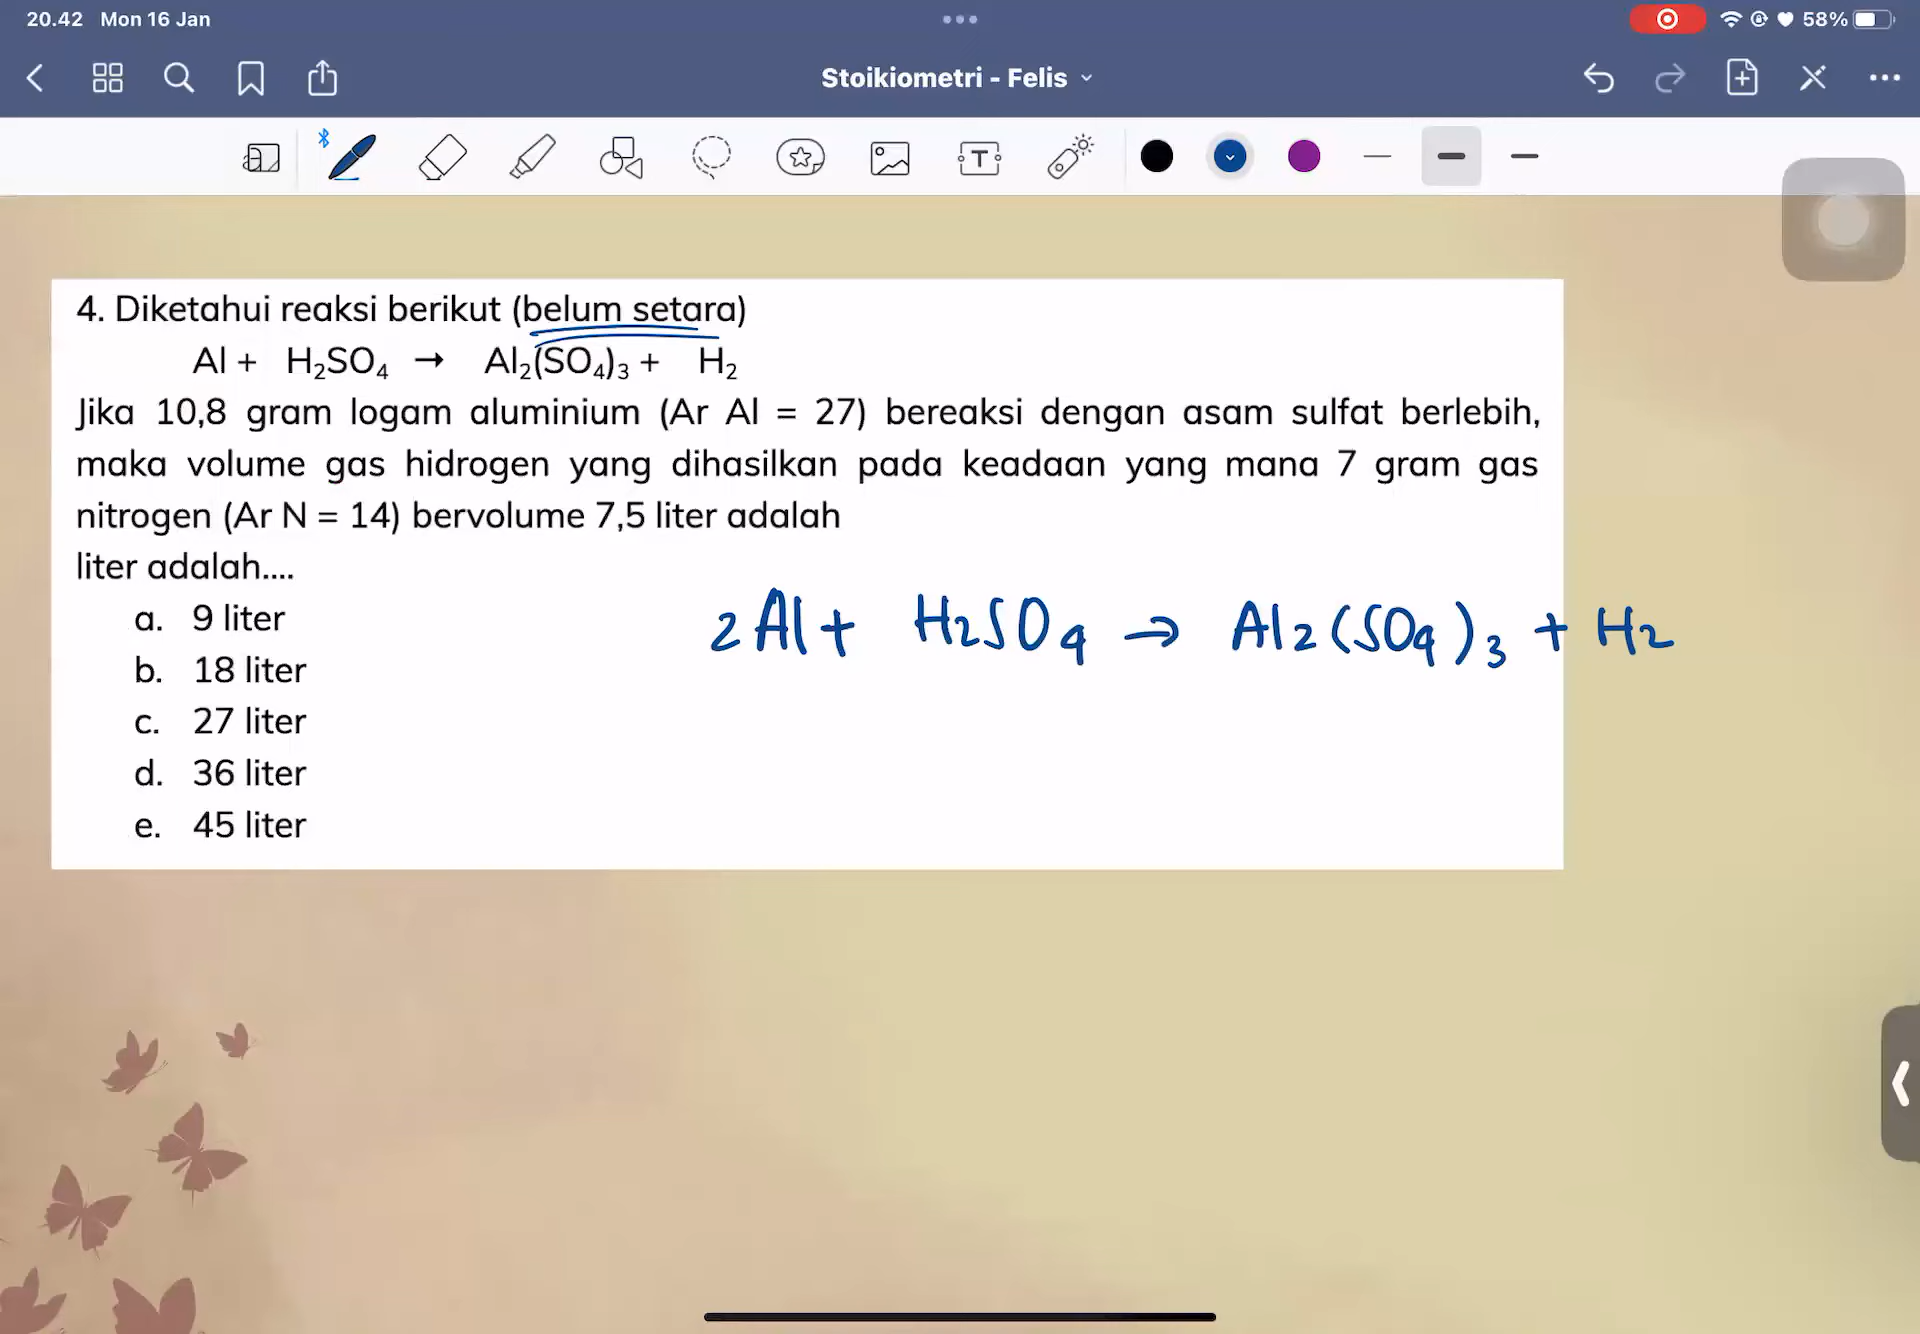 20.42 Mon 16 Jan
58%
Stoikiometri - Felis
4. Diketahui reaksi berikut (belum setara)
Al + H₂SO₄ → Al₂(SO₄)₃ + H₂
Jika 10,8 gram logam aluminium (Ar Al = 27) bereaksi dengan asam sulfat berlebih,
maka volume gas hidrogen yang dihasilkan pada keadaan yang mana 7 gram gas
nitrogen (Ar N = 14) bervolume 7,5 liter adalah
liter adalah....
a. 9 liter
2Al + H₂SO₄ → Al₂(SO₄)₃ + H₂
b. 18 liter
c. 27 liter
d. 36 liter
e. 45 liter